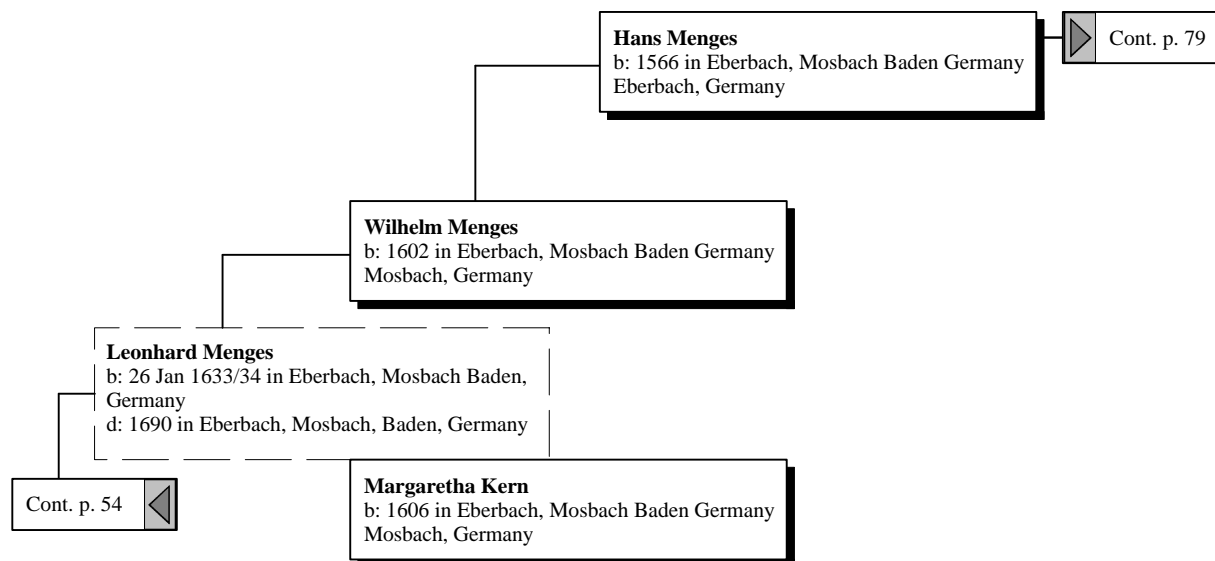 Hans Menges
b: 1566 in Eberbach, Mosbach Baden Germany
Eberbach, Germany
Cont. p. 79
Wilhelm Menges
b: 1602 in Eberbach, Mosbach Baden Germany
Mosbach, Germany
Leonhard Menges
b: 26 Jan 1633/34 in Eberbach, Mosbach Baden,
Germany
d: 1690 in Eberbach, Mosbach, Baden, Germany
Cont. p. 54
Margaretha Kern
b: 1606 in Eberbach, Mosbach Baden Germany
Mosbach, Germany